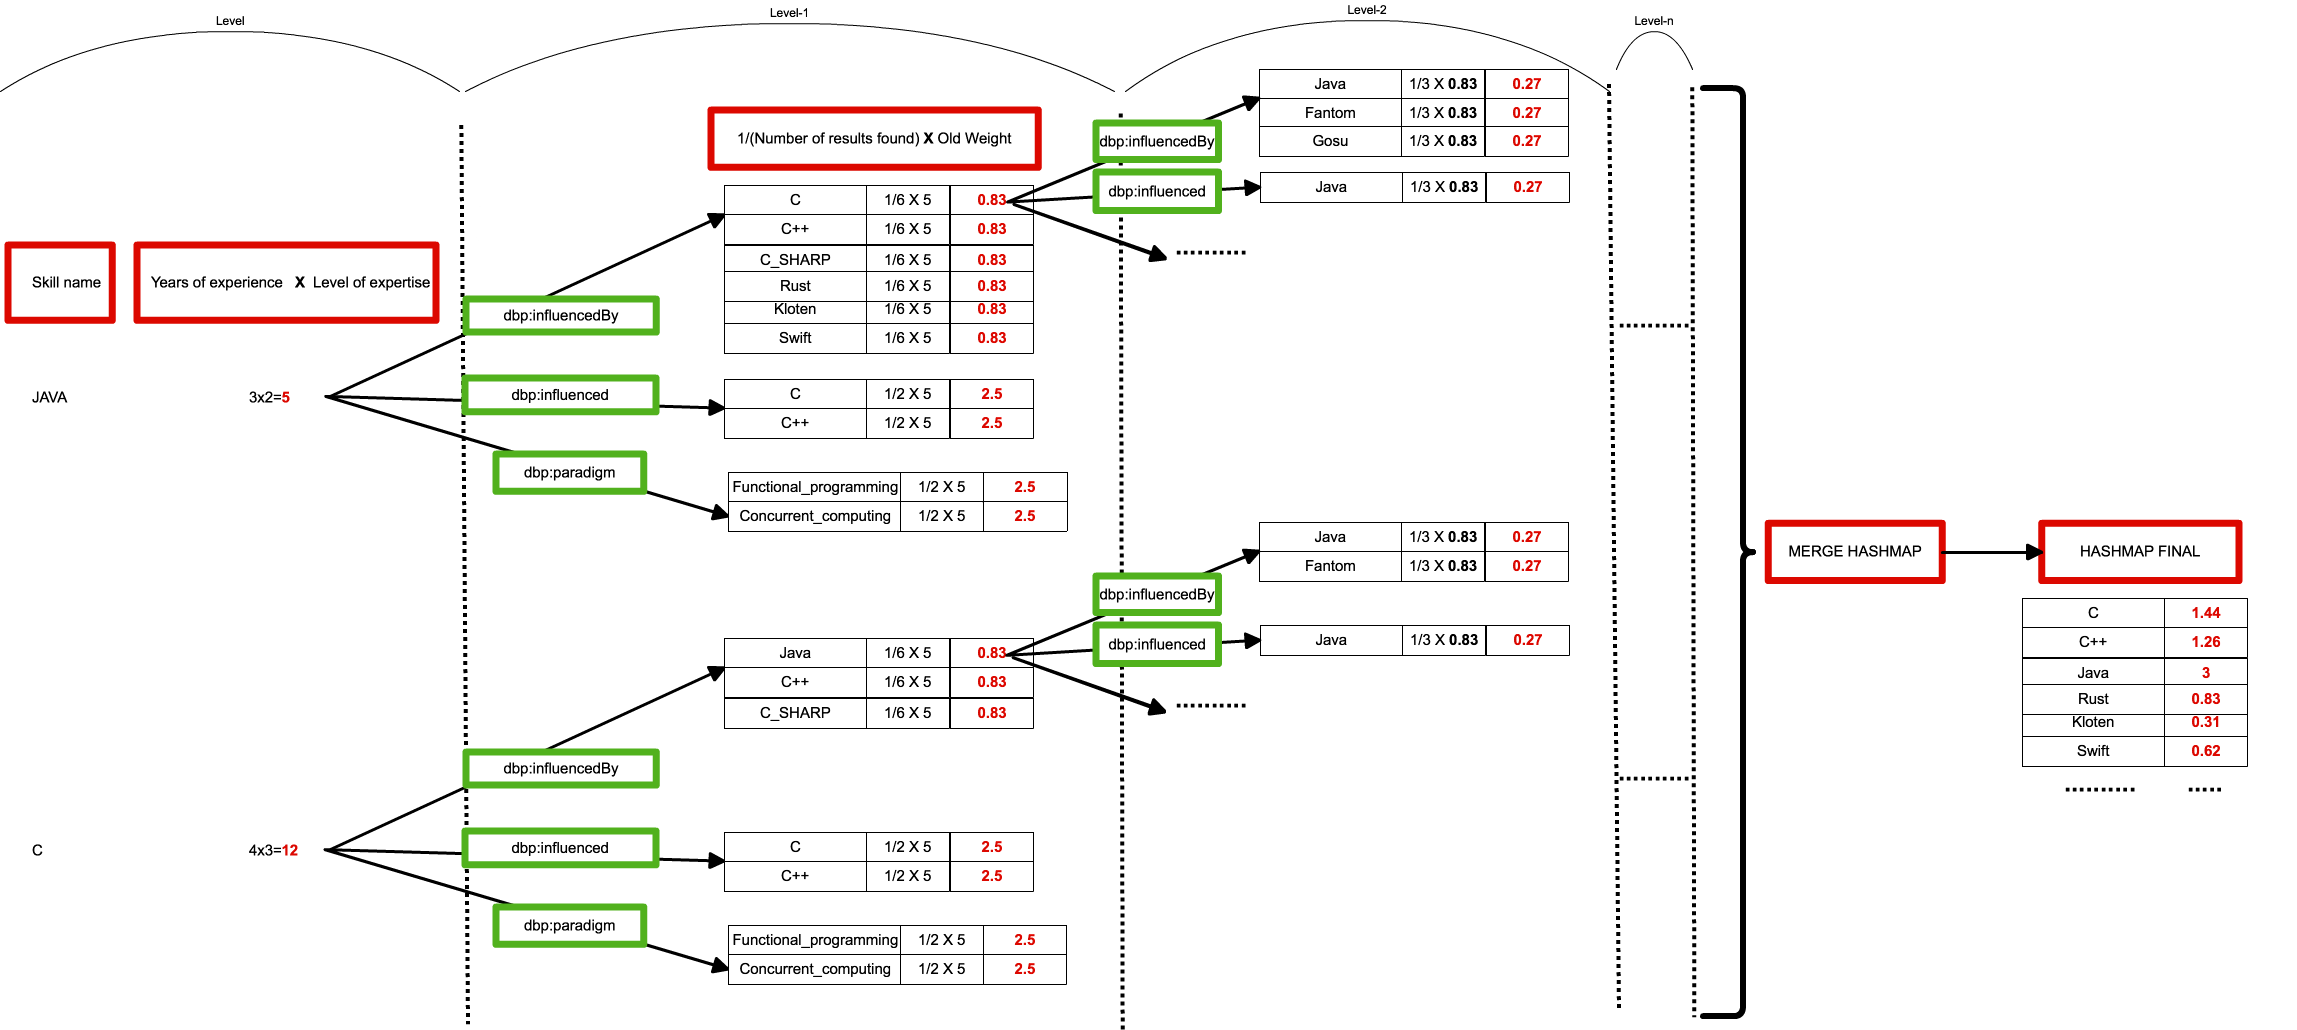 Level
Level-1
Level-2
Level-n
1/(Number of results found) X Old Weight
Skill name
Years of experience X Level of expertise
JAVA
3x2=5
dbp:influencedBy
C 1/6 X 5 0.83
C++ 1/6 X 5 0.83
C_SHARP 1/6 X 5 0.83
Rust 1/6 X 5 0.83
Kloten 1/6 X 5 0.83
Swift 1/6 X 5 0.83
dbp:influenced
C 1/2 X 5 2.5
C++ 1/2 X 5 2.5
dbp:paradigm
Functional_programming 1/2 X 5 2.5
Concurrent_computing 1/2 X 5 2.5
dbp:influencedBy
Java 1/3 X 0.83 0.27
Fantom 1/3 X 0.83 0.27
Gosu 1/3 X 0.83 0.27
dbp:influenced
Java 1/3 X 0.83 0.27
C
4x3=12
dbp:influencedBy
Java 1/6 X 5 0.83
C++ 1/6 X 5 0.83
C_SHARP 1/6 X 5 0.83
dbp:influenced
C 1/2 X 5 2.5
C++ 1/2 X 5 2.5
dbp:paradigm
Functional_programming 1/2 X 5 2.5
Concurrent_computing 1/2 X 5 2.5
dbp:influencedBy
Java 1/3 X 0.83 0.27
Fantom 1/3 X 0.83 0.27
dbp:influenced
Java 1/3 X 0.83 0.27
MERGE HASHMAP
HASHMAP FINAL
C 1.44
C++ 1.26
Java 3
Rust 0.83
Kloten 0.31
Swift 0.62